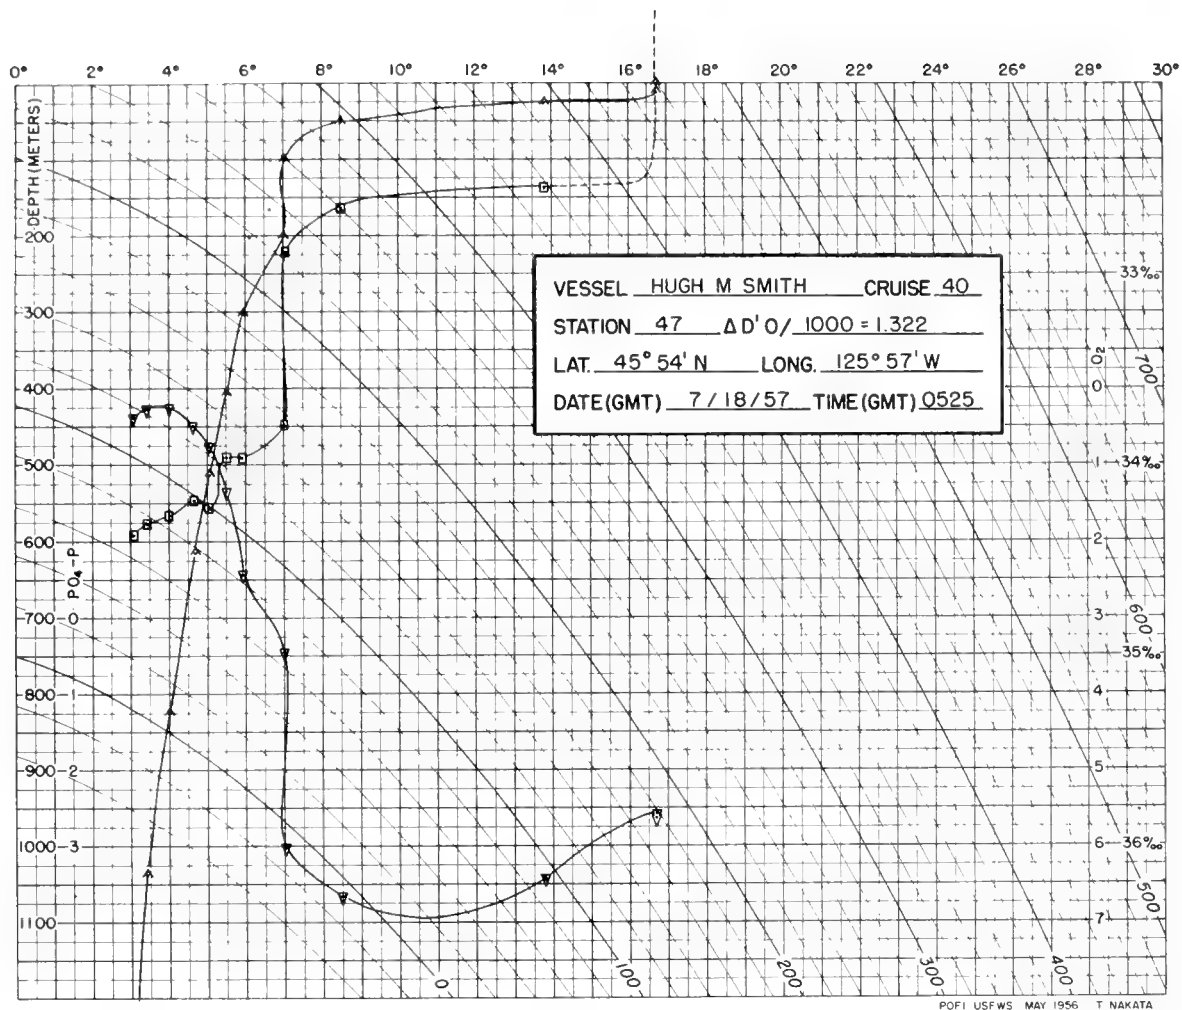 0° 2° 4° 6° 8° 10° 12° 14° 16° 18° 20° 22° 24° 26° 28° 30°
DEPTH (METERS)
200
300
400
500
600
700
800
900
1000
1100
PO₄-P
0
1
2
3
VESSEL HUGH M SMITH CRUISE 40
STATION 47 Δ D' 0/ 1000 = 1.322
LAT. 45° 54' N LONG. 125° 57' W
DATE (GMT) 7/18/57 TIME (GMT) 0525
33‰
34‰
35‰
36‰
O₂
0
1
2
3
4
5
6
7
700
600
500
0 100 200 300 400
POFI USFWS MAY 1956 T NAKATA